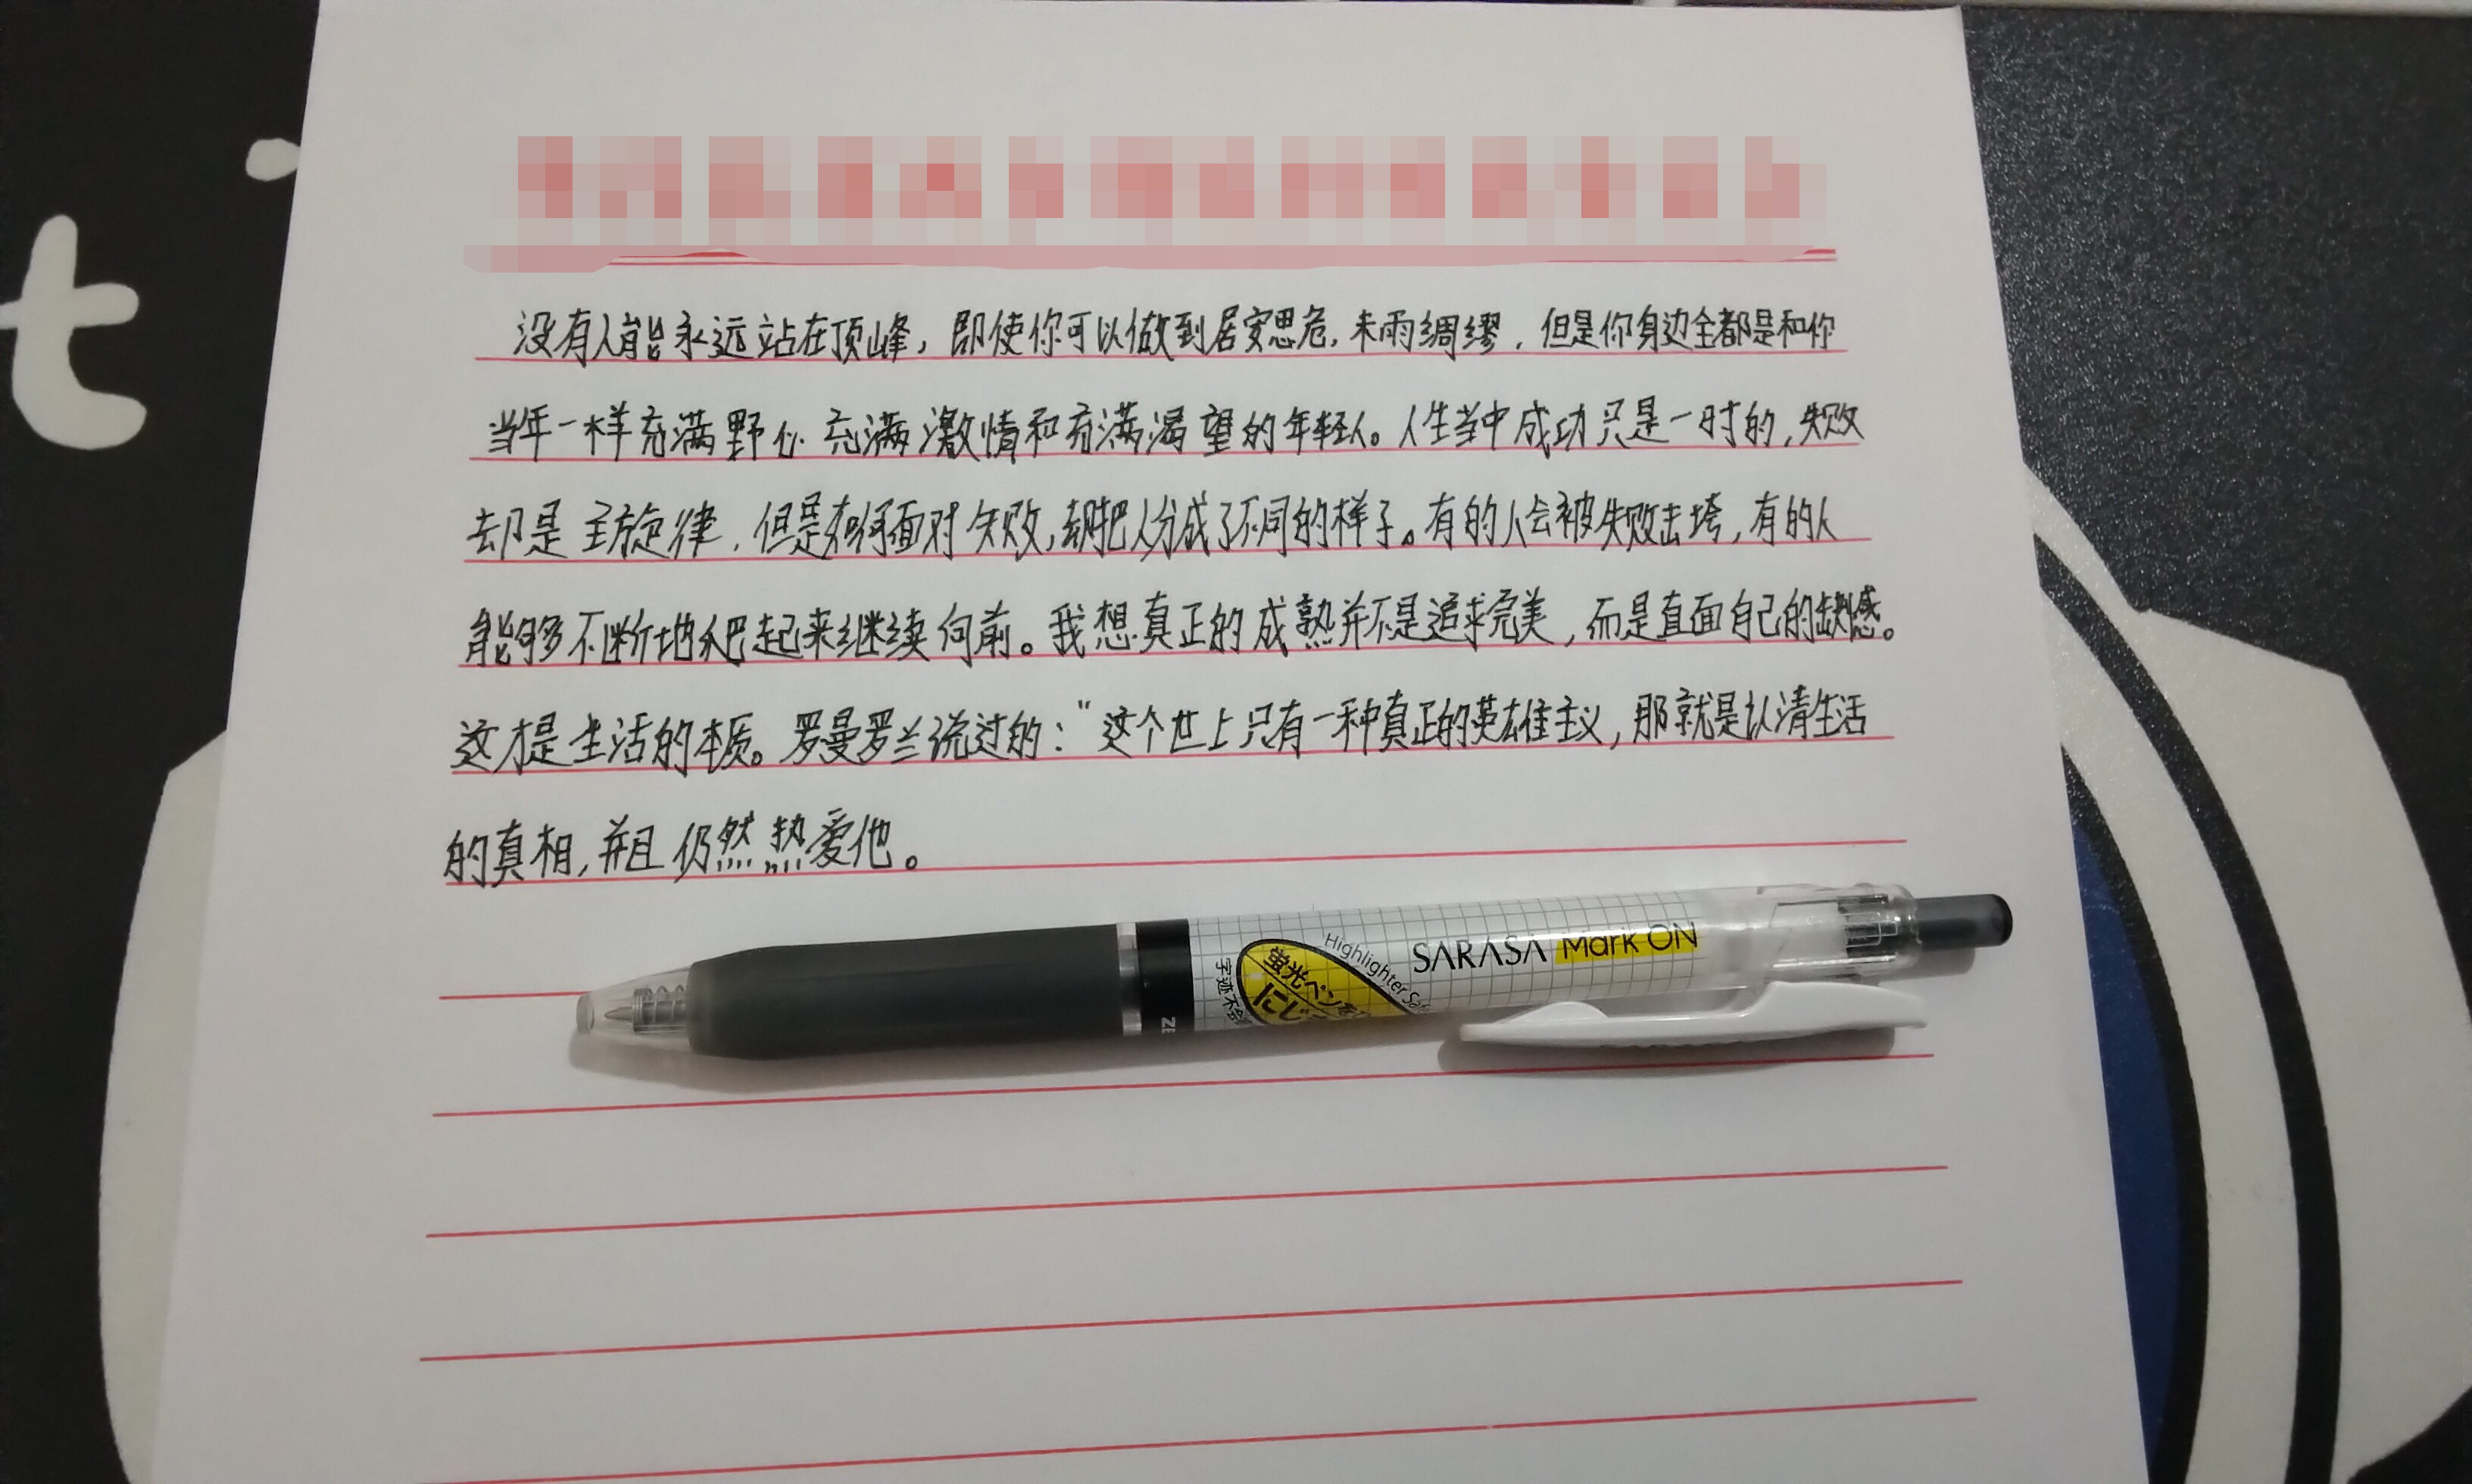 t
没有人能永远站在顶峰，即使你可以做到居安思危，未雨绸缪，但是你身边全都是和你
当年一样充满野心充满激情和充满渴望的年轻人。人生当中成功只是一时的，失败
却是主旋律，但是如何面对失败，却把人分成了不同的样子。有的人会被失败击垮，有的人
能够不断地爬起来继续向前。我想真正的成熟并不是追求完美，而是直面自己的缺憾。
这才是生活的本质。罗曼罗兰说过的："这个世上只有一种真正的英雄主义，那就是认清生活
的真相，并且仍然热爱他。
SARASA Mark ON
Highlighter Saf
蛍光ペンを
にじ
字迹不会
ZE